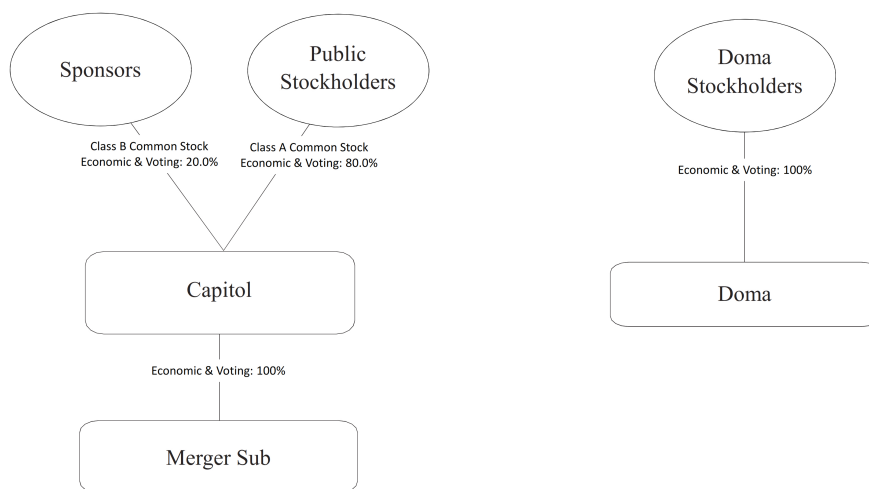 Sponsors
Public
Stockholders
Doma
Stockholders
Class B Common Stock
Economic & Voting: 20.0%
Class A Common Stock
Economic & Voting: 80.0%
Economic & Voting: 100%
Capitol
Doma
Economic & Voting: 100%
Merger Sub